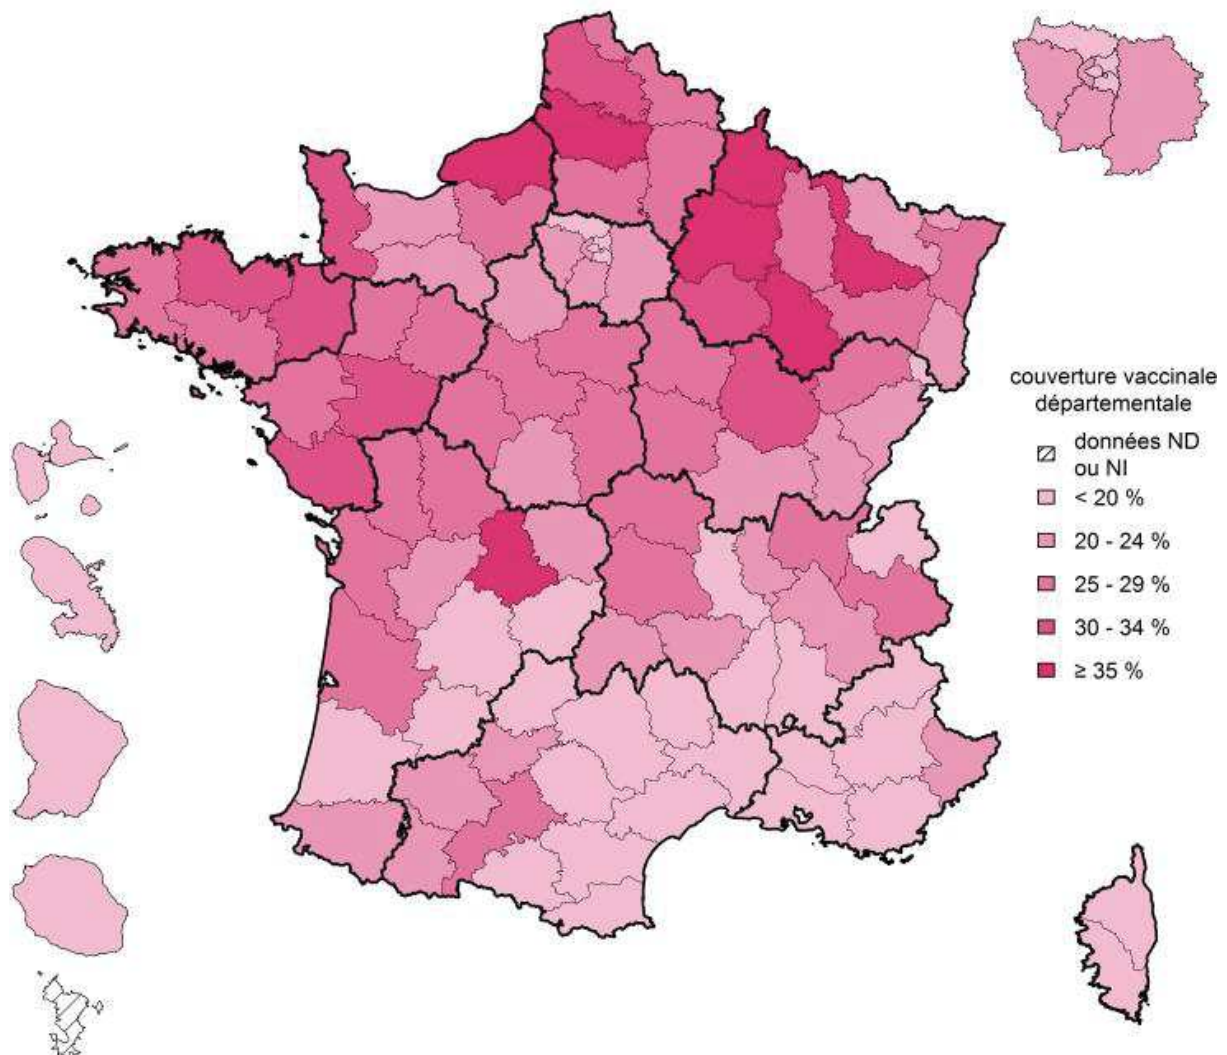 couverture vaccinale
départementale
données ND
ou NI
< 20 %
20 - 24 %
25 - 29 %
30 - 34 %
≥ 35 %